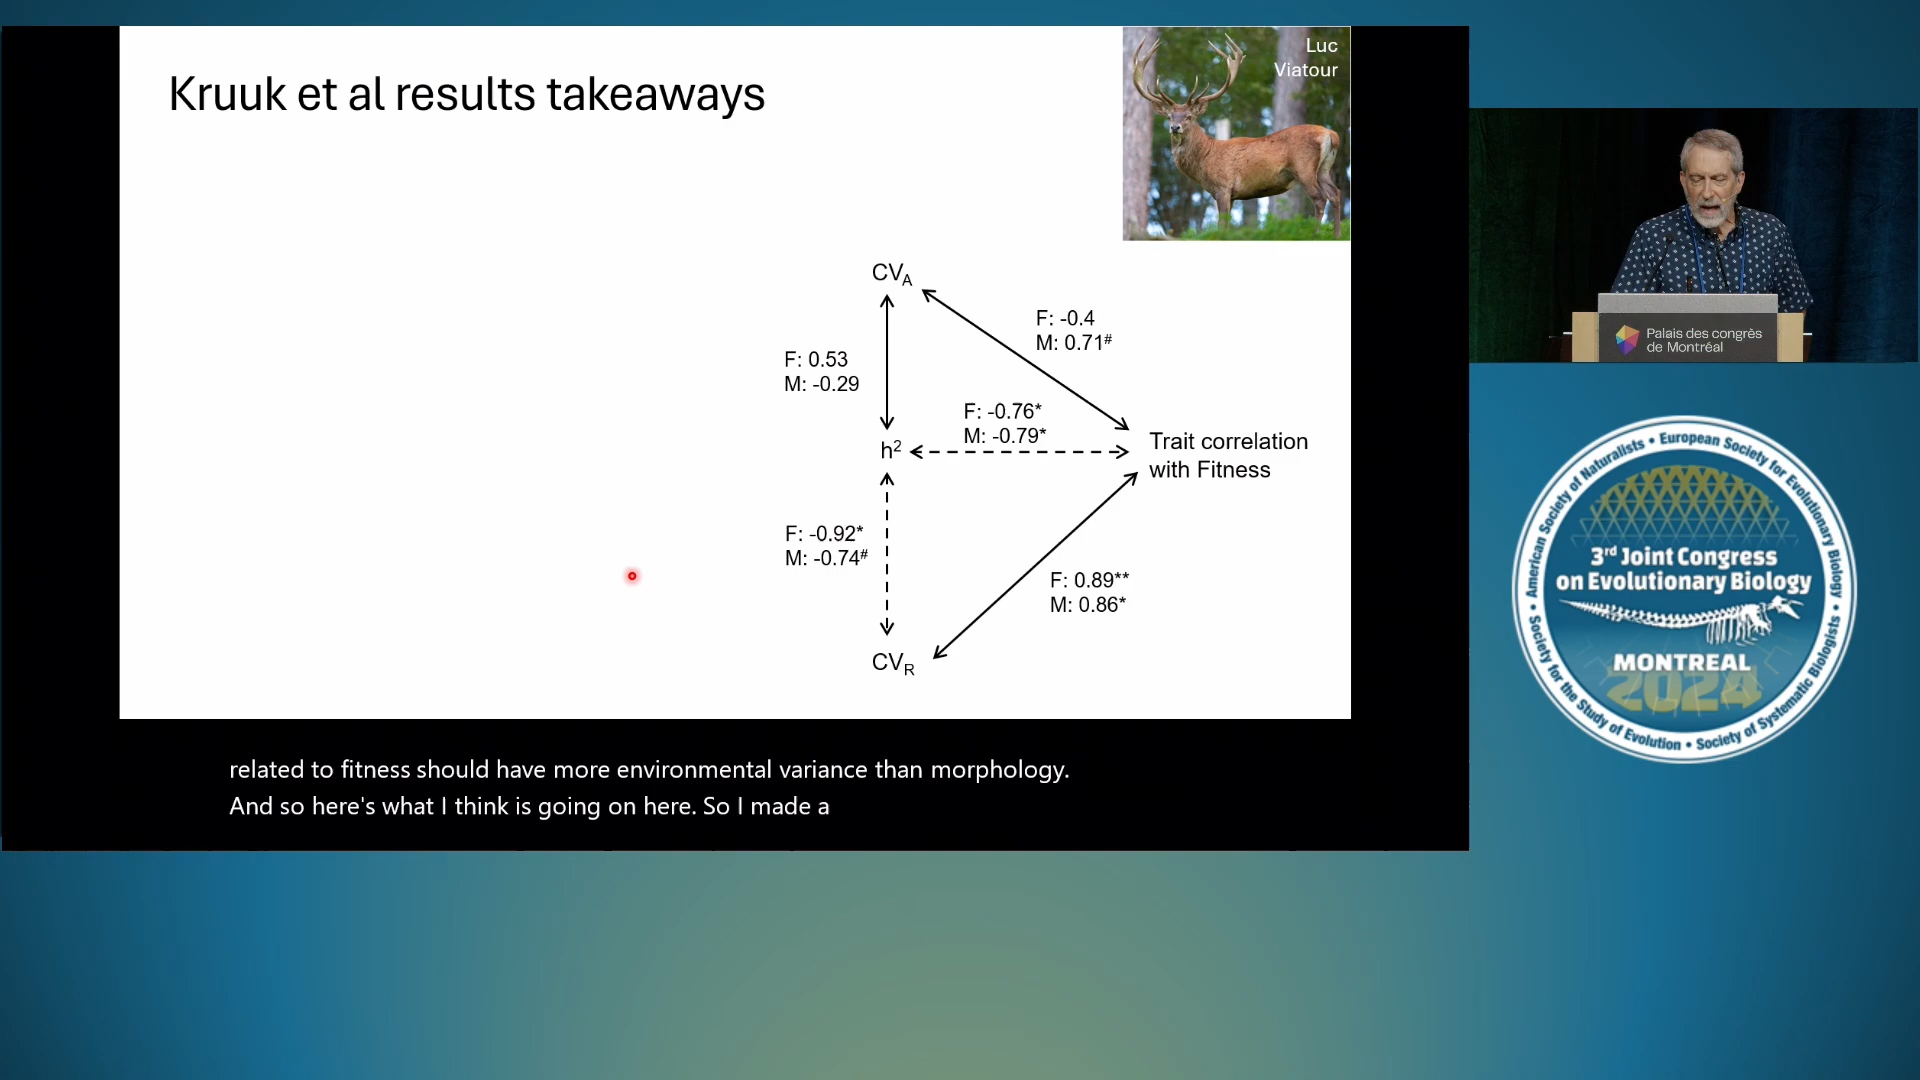 Kruuk et al results takeaways
Luc
Viatour
CVA
F: -0.4
M: 0.71#
F: 0.53
M: -0.29
F: -0.76*
M: -0.79*
h2
Trait correlation
with Fitness
F: -0.92*
M: -0.74#
F: 0.89**
M: 0.86*
CVR
related to fitness should have more environmental variance than morphology.
And so here's what I think is going on here. So I made a
Palais des congrès
de Montréal
American Society of Naturalists • European Society for Evolutionary Biology • Society of Systematic Biologists • Society for the Study of Evolution •
3rd Joint Congress
on Evolutionary Biology
MONTREAL
2024